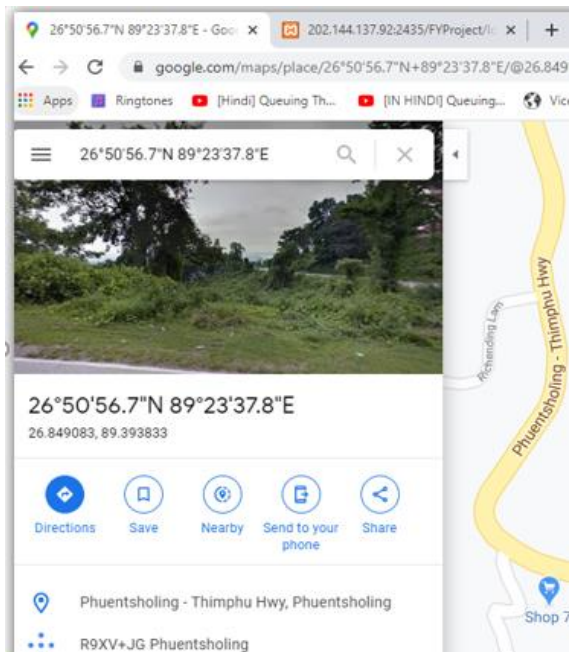 26°50'56.7"N 89°23'37.8"E - Goo
202.144.137.92:2435/FYProject/lo
google.com/maps/place/26°50'56.7"N+89°23'37.8"E/@26.849
Apps Ringtones [Hindi] Queuing Th... [IN HINDI] Queuing... Vic
26°50'56.7"N 89°23'37.8"E
26°50'56.7"N 89°23'37.8"E
26.849083, 89.393833
Directions Save Nearby Send to your phone Share
Phuentsholing - Thimphu Hwy, Phuentsholing
R9XV+JG Phuentsholing
Richending Lam
Phuentsholing - Thimphu Hwy
Shop 7